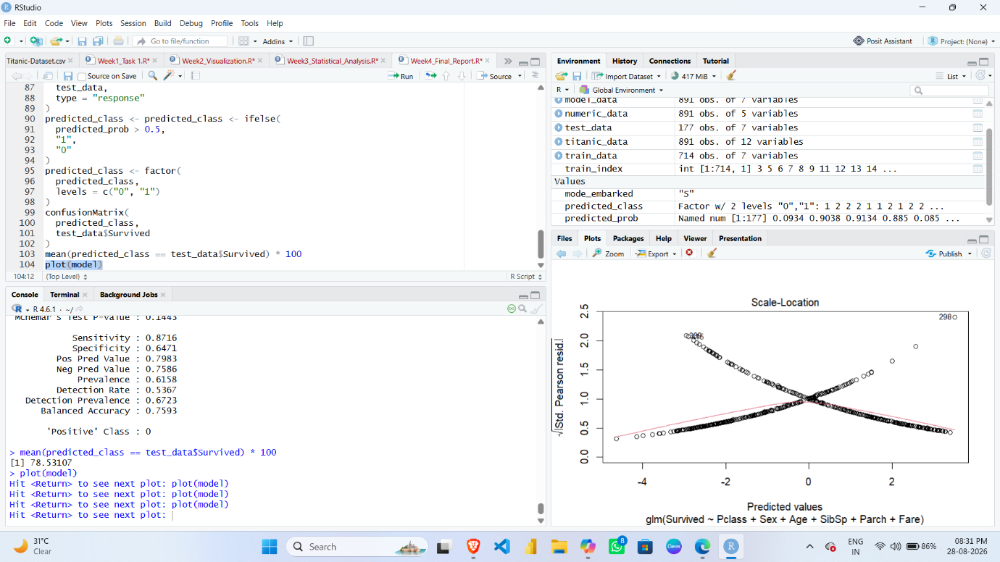 RStudio
File Edit Code View Plots Session Build Debug Profile Tools Help
Go to file/function Addins Posit Assistant Project: (None)
Titanic-Dataset.csv Week1_Task 1.R* Week2_Visualization.R* Week3_Statistical_Analysis.R* Week4_Final_Report.R*
Source on Save Run Source
87 test_data,
88 type = "response"
89 )
90 predicted_class <- predicted_class <- ifelse(
91 predicted_prob > 0.5,
92 "1",
93 "0"
94 )
95 predicted_class <- factor(
96 predicted_class,
97 levels = c("0", "1")
98 )
99 confusionMatrix(
100 predicted_class,
101 test_data$Survived
102 )
103 mean(predicted_class == test_data$Survived) * 100
104 plot(model)
104:12 (Top Level) R Script
Console Terminal Background Jobs
R 4.6.1 · ~/
Mcnemar's Test P-Value : 0.1443
Sensitivity : 0.8716
Specificity : 0.6471
Pos Pred Value : 0.7983
Neg Pred Value : 0.7586
Prevalence : 0.6158
Detection Rate : 0.5367
Detection Prevalence : 0.6723
Balanced Accuracy : 0.7593
'Positive' Class : 0
> mean(predicted_class == test_data$Survived) * 100
[1] 78.53107
> plot(model)
Hit <Return> to see next plot: plot(model)
Hit <Return> to see next plot: plot(model)
Hit <Return> to see next plot: plot(model)
Hit <Return> to see next plot:
Environment History Connections Tutorial
Import Dataset 417 MiB List
R Global Environment
model_data 891 obs. of 7 variables
numeric_data 891 obs. of 5 variables
test_data 177 obs. of 7 variables
titanic_data 891 obs. of 12 variables
train_data 714 obs. of 7 variables
train_index int [1:714, 1] 3 5 6 7 8 9 11 12 13 14 ...
Values
mode_embarked "S"
predicted_class Factor w/ 2 levels "0","1": 1 2 2 2 1 1 2 1 2 2 ...
predicted_prob Named num [1:177] 0.0934 0.9038 0.9134 0.885 0.085 ...
Files Plots Packages Help Viewer Presentation
Zoom Export Publish
Scale-Location
√|Std. Pearson resid.|
2.5
2.0
1.5
1.0
0.5
0.0
298
-4 -2 0 2
Predicted values
glm(Survived ~ Pclass + Sex + Age + SibSp + Parch + Fare)
31°C
Clear
Search
8
ENG
IN
86%
08:31 PM
28-08-2026